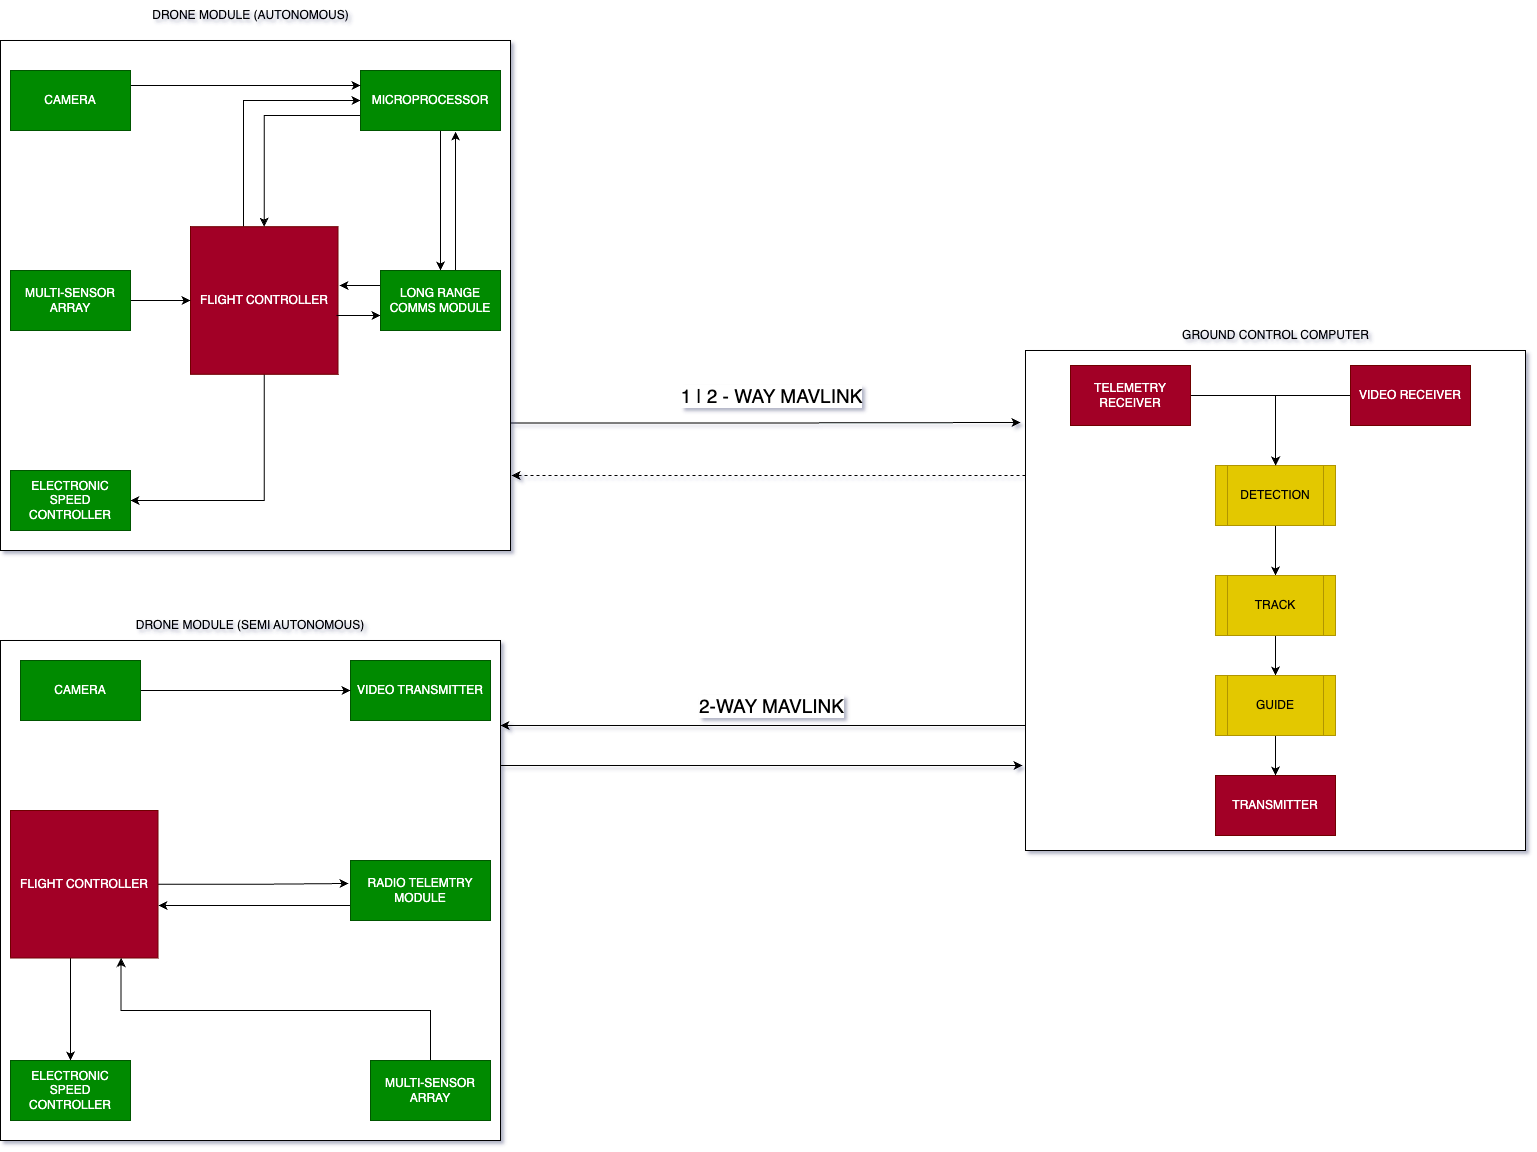 DRONE MODULE (AUTONOMOUS)
CAMERA
MICROPROCESSOR
MULTI-SENSOR
ARRAY
FLIGHT CONTROLLER
LONG RANGE
COMMS MODULE
ELECTRONIC
SPEED
CONTROLLER
1 | 2 - WAY MAVLINK
GROUND CONTROL COMPUTER
TELEMETRY
RECEIVER
VIDEO RECEIVER
DETECTION
TRACK
GUIDE
TRANSMITTER
DRONE MODULE (SEMI AUTONOMOUS)
CAMERA
VIDEO TRANSMITTER
2-WAY MAVLINK
FLIGHT CONTROLLER
RADIO TELEMTRY
MODULE
ELECTRONIC
SPEED
CONTROLLER
MULTI-SENSOR
ARRAY